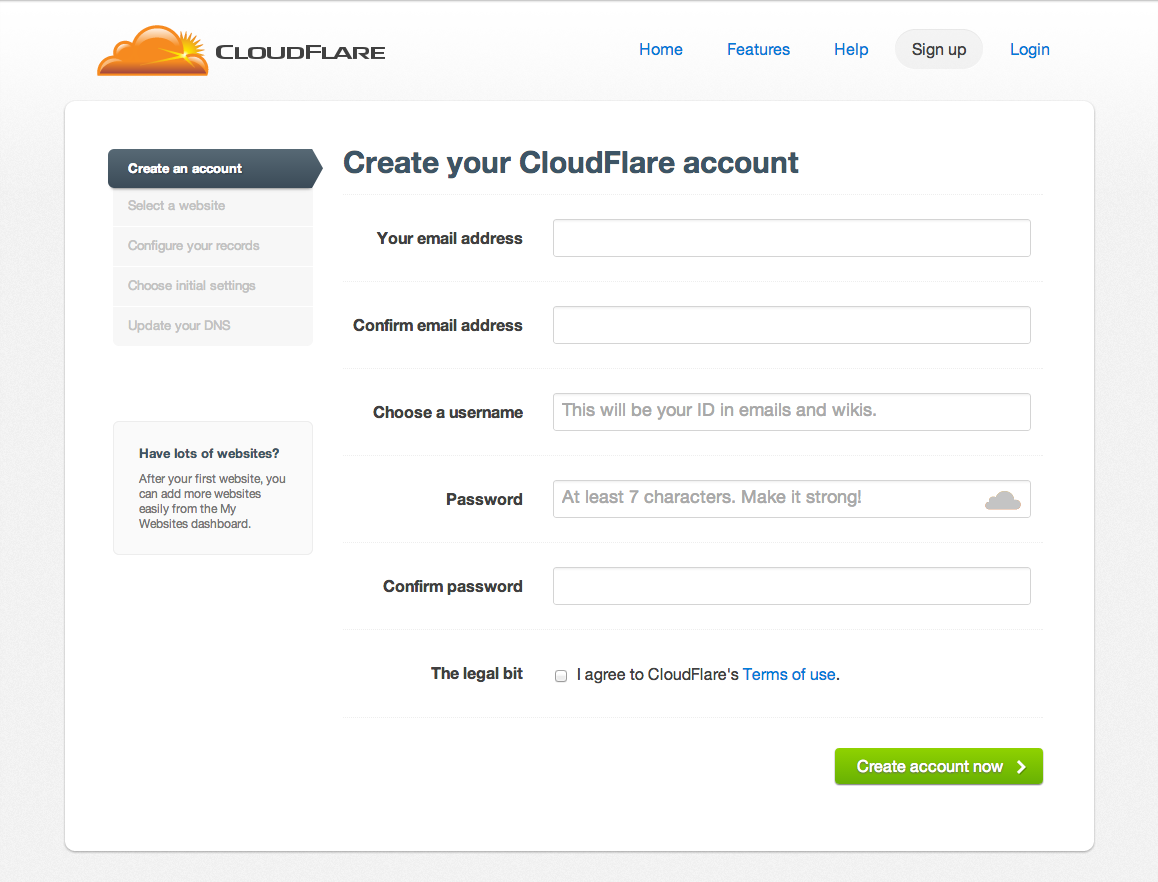 CLOUDFLARE
Home Features Help Sign up Login
Create an account
Select a website
Configure your records
Choose initial settings
Update your DNS
Have lots of websites?
After your first website, you
can add more websites
easily from the My
Websites dashboard.
Create your CloudFlare account
Your email address
Confirm email address
Choose a username This will be your ID in emails and wikis.
Password At least 7 characters. Make it strong!
Confirm password
The legal bit I agree to CloudFlare's Terms of use.
Create account now